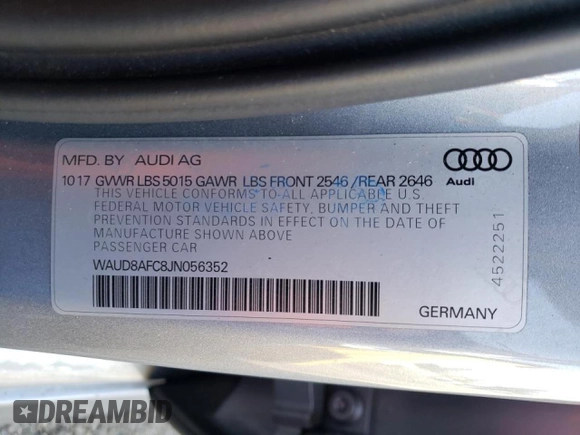 MFD. BY AUDI AG
10 17 GVWR LBS 5015 GAWR LBS FRONT 2546 /REAR 2646
THIS VEHICLE CONFORMS TO ALL APPLICABLE U.S.
FEDERAL MOTOR VEHICLE SAFETY, BUMPER AND THEFT
PREVENTION STANDARDS IN EFFECT ON THE DATE OF
MANUFACTURE SHOWN ABOVE
PASSENGER CAR
WAUD8AFC8JN056352
Audi
4522251
GERMANY
DREAMBID